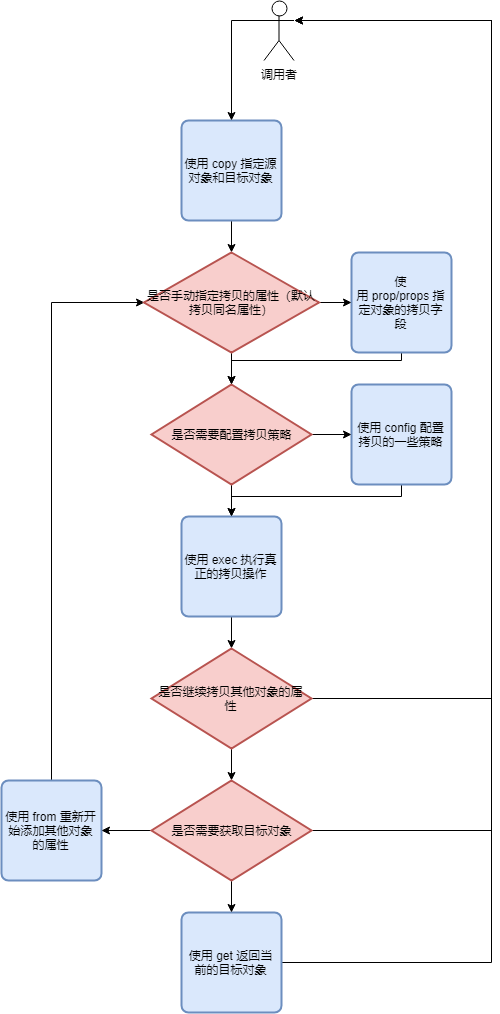 调用者
使用 copy 指定源
对象和目标对象
是否手动指定拷贝的属性（默认
拷贝同名属性）
使
用 prop/props 指
定对象的拷贝字
段
是否需要配置拷贝策略
使用 config 配置
拷贝的一些策略
使用 exec 执行真
正的拷贝操作
是否继续拷贝其他对象的属
性
使用 from 重新开
始添加其他对象
的属性
是否需要获取目标对象
使用 get 返回当
前的目标对象